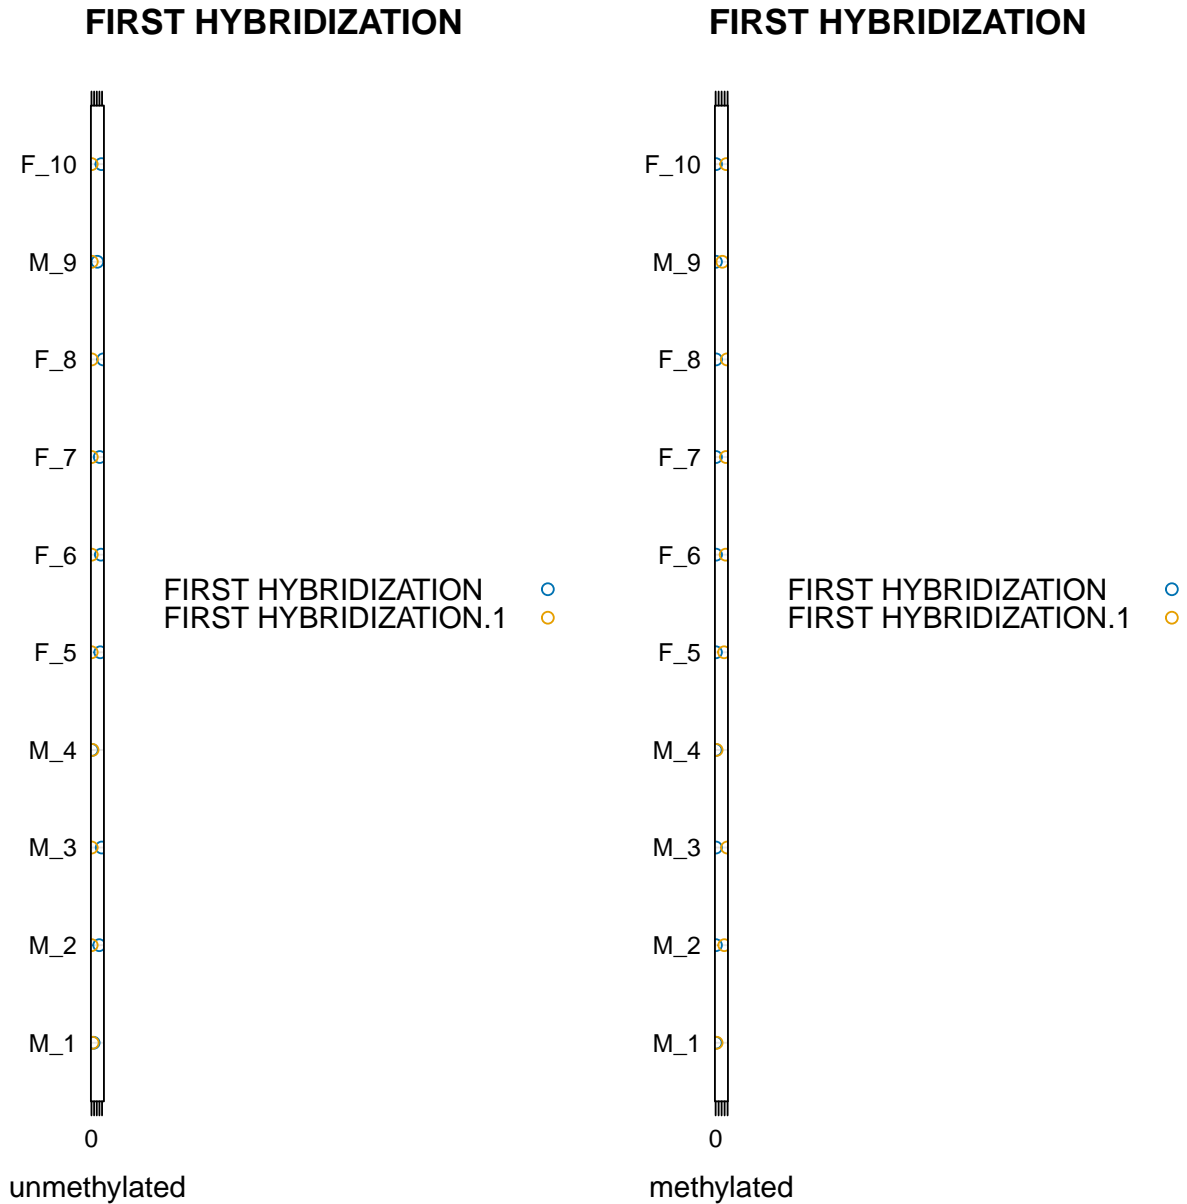 FIRST HYBRIDIZATION
F_10
M_9
F_8
F_7
F_6
F_5
M_4
M_3
M_2
M_1
FIRST HYBRIDIZATION
FIRST HYBRIDIZATION.1
0
unmethylated
FIRST HYBRIDIZATION
F_10
M_9
F_8
F_7
F_6
F_5
M_4
M_3
M_2
M_1
FIRST HYBRIDIZATION
FIRST HYBRIDIZATION.1
0
methylated